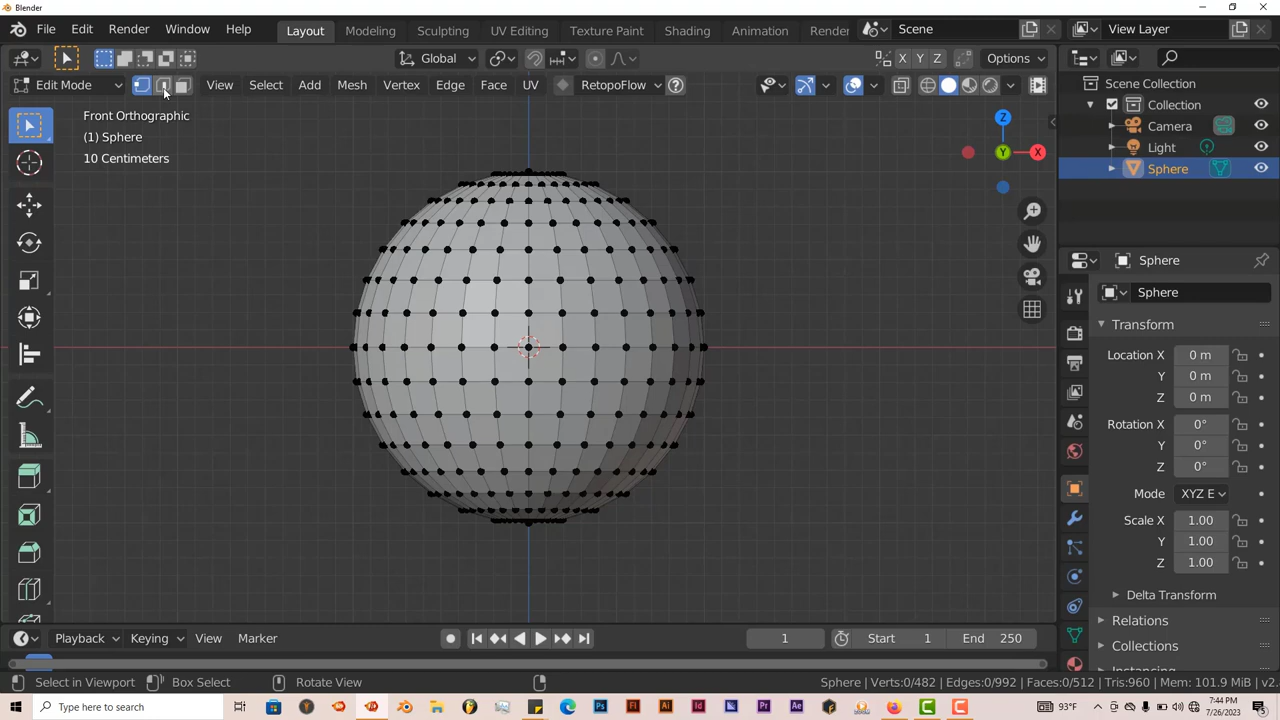 Blender
File Edit Render Window Help Layout Modeling Sculpting UV Editing Texture Paint Shading Animation Scene View Layer
Global X Y Z Options
Edit Mode View Select Add Mesh Vertex Edge Face UV RetopoFlow
Front Orthographic
(1) Sphere
10 Centimeters
Z
Y
X
Scene Collection
Collection
Camera
Light
Sphere
Sphere
Sphere
Transform
Location X 0 m
Y 0 m
Z 0 m
Rotation X 0°
Y 0°
Z 0°
Mode XYZ E
Scale X 1.00
Y 1.00
Z 1.00
Delta Transform
Relations
Collections
Playback Keying View Marker 1 Start 1 End 250
Select in Viewport Box Select Rotate View Sphere | Verts:0/482 | Edges:0/992 | Faces:0/512 | Tris:960 | Mem: 101.9 MiB | v2.
Type here to search
7:44 PM
7/26/2023